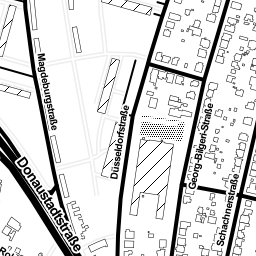 Magdeburgstraße
Düsseldorfstraße
Georg-Bilgeri-Straße
Schachnerstraße
Donaustadtstraße